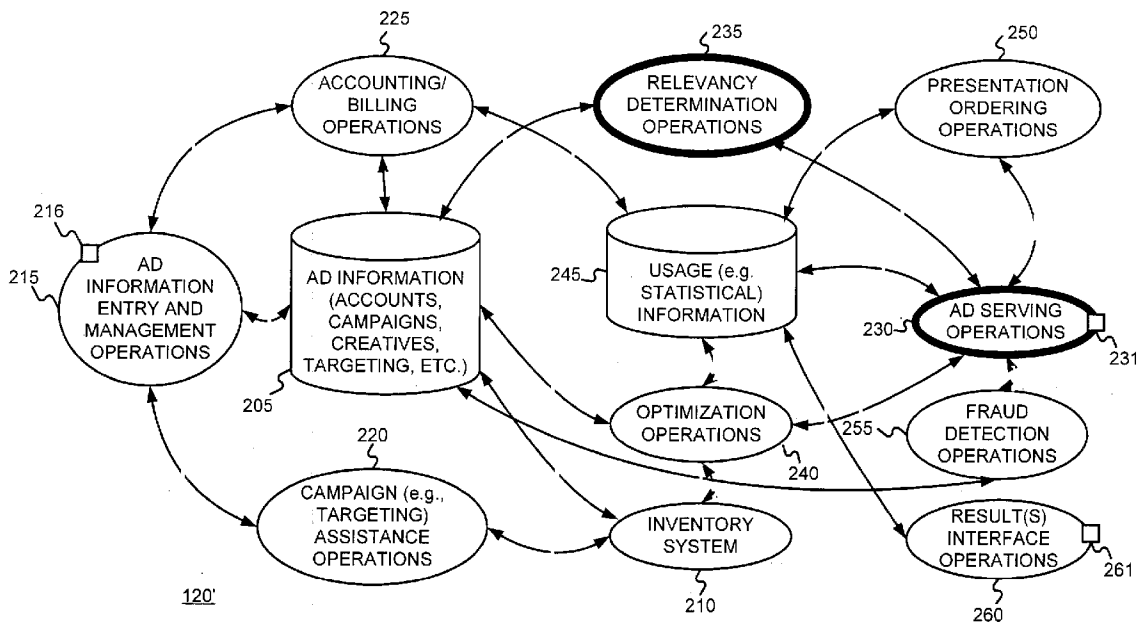 225
ACCOUNTING/
BILLING
OPERATIONS
235
RELEVANCY
DETERMINATION
OPERATIONS
250
PRESENTATION
ORDERING
OPERATIONS
216
215
AD
INFORMATION
ENTRY AND
MANAGEMENT
OPERATIONS
AD INFORMATION
(ACCOUNTS,
CAMPAIGNS,
CREATIVES,
TARGETING, ETC.)
205
245
USAGE (e.g.
STATISTICAL)
INFORMATION
230
AD SERVING
OPERATIONS
231
OPTIMIZATION
OPERATIONS
240
255
FRAUD
DETECTION
OPERATIONS
220
CAMPAIGN (e.g.,
TARGETING)
ASSISTANCE
OPERATIONS
INVENTORY
SYSTEM
210
RESULT(S)
INTERFACE
OPERATIONS
261
260
120'